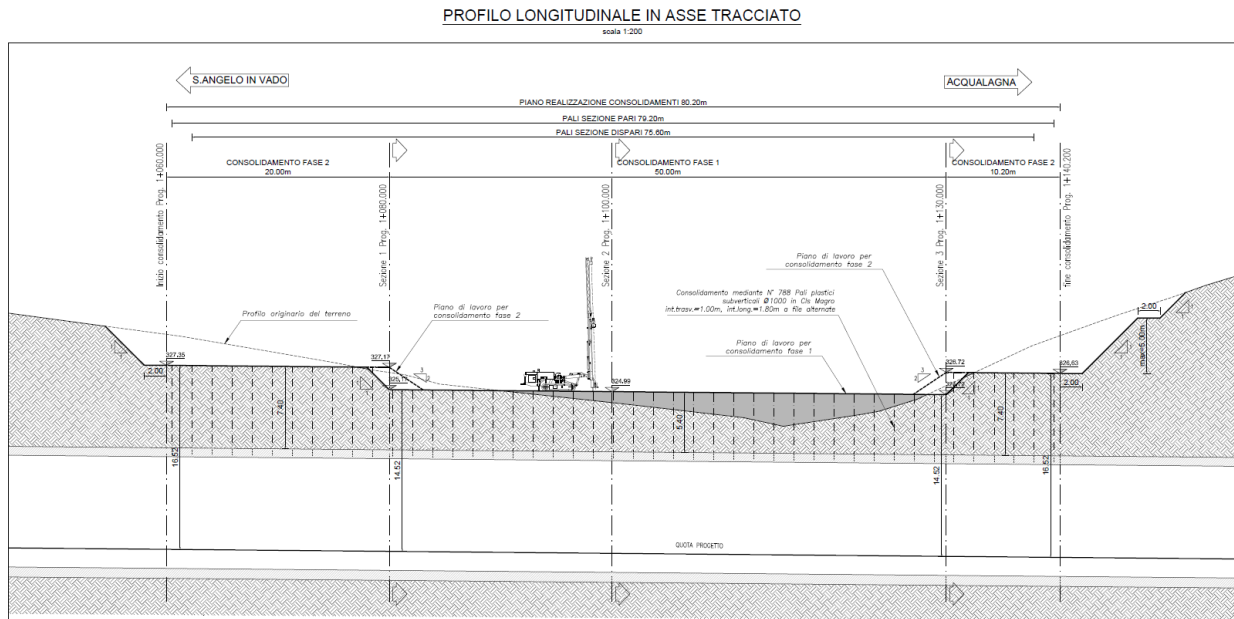 PROFILO LONGITUDINALE IN ASSE TRACCIATO
scala 1:200
S.ANGELO IN VADO
ACQUALAGNA
PIANO REALIZZAZIONE CONSOLIDAMENTI 80.20m
PALI SEZIONE PARI 79.20m
PALI SEZIONE DISPARI 75.60m
CONSOLIDAMENTO FASE 2
20.00m
CONSOLIDAMENTO FASE 1
50.00m
CONSOLIDAMENTO FASE 2
10.20m
Inizio consolidamento Prog. 1+060.000
Sezione 1 Prog. 1+080.000
Sezione 2 Prog. 1+100.000
Sezione 3 Prog. 1+130.000
fine consolidamento Prog. 1+140.200
Piano di lavoro per
consolidamento fase 2
Consolidamento mediante N° 788 Pali plastici
subverticali Ø1000 in Cls Magro
int.trasv.=1.00m, int.long.=1.80m a file alternate
Profilo originario del terreno
Piano di lavoro per
consolidamento fase 2
Piano di lavoro per
consolidamento fase 1
2.00
max=6.00m
327.35
327.17
324.99
326.72
326.63
2.00
2.00
3
2
3
2
7.40
5.40
7.40
16.52
14.52
14.52
16.52
QUOTA PROGETTO